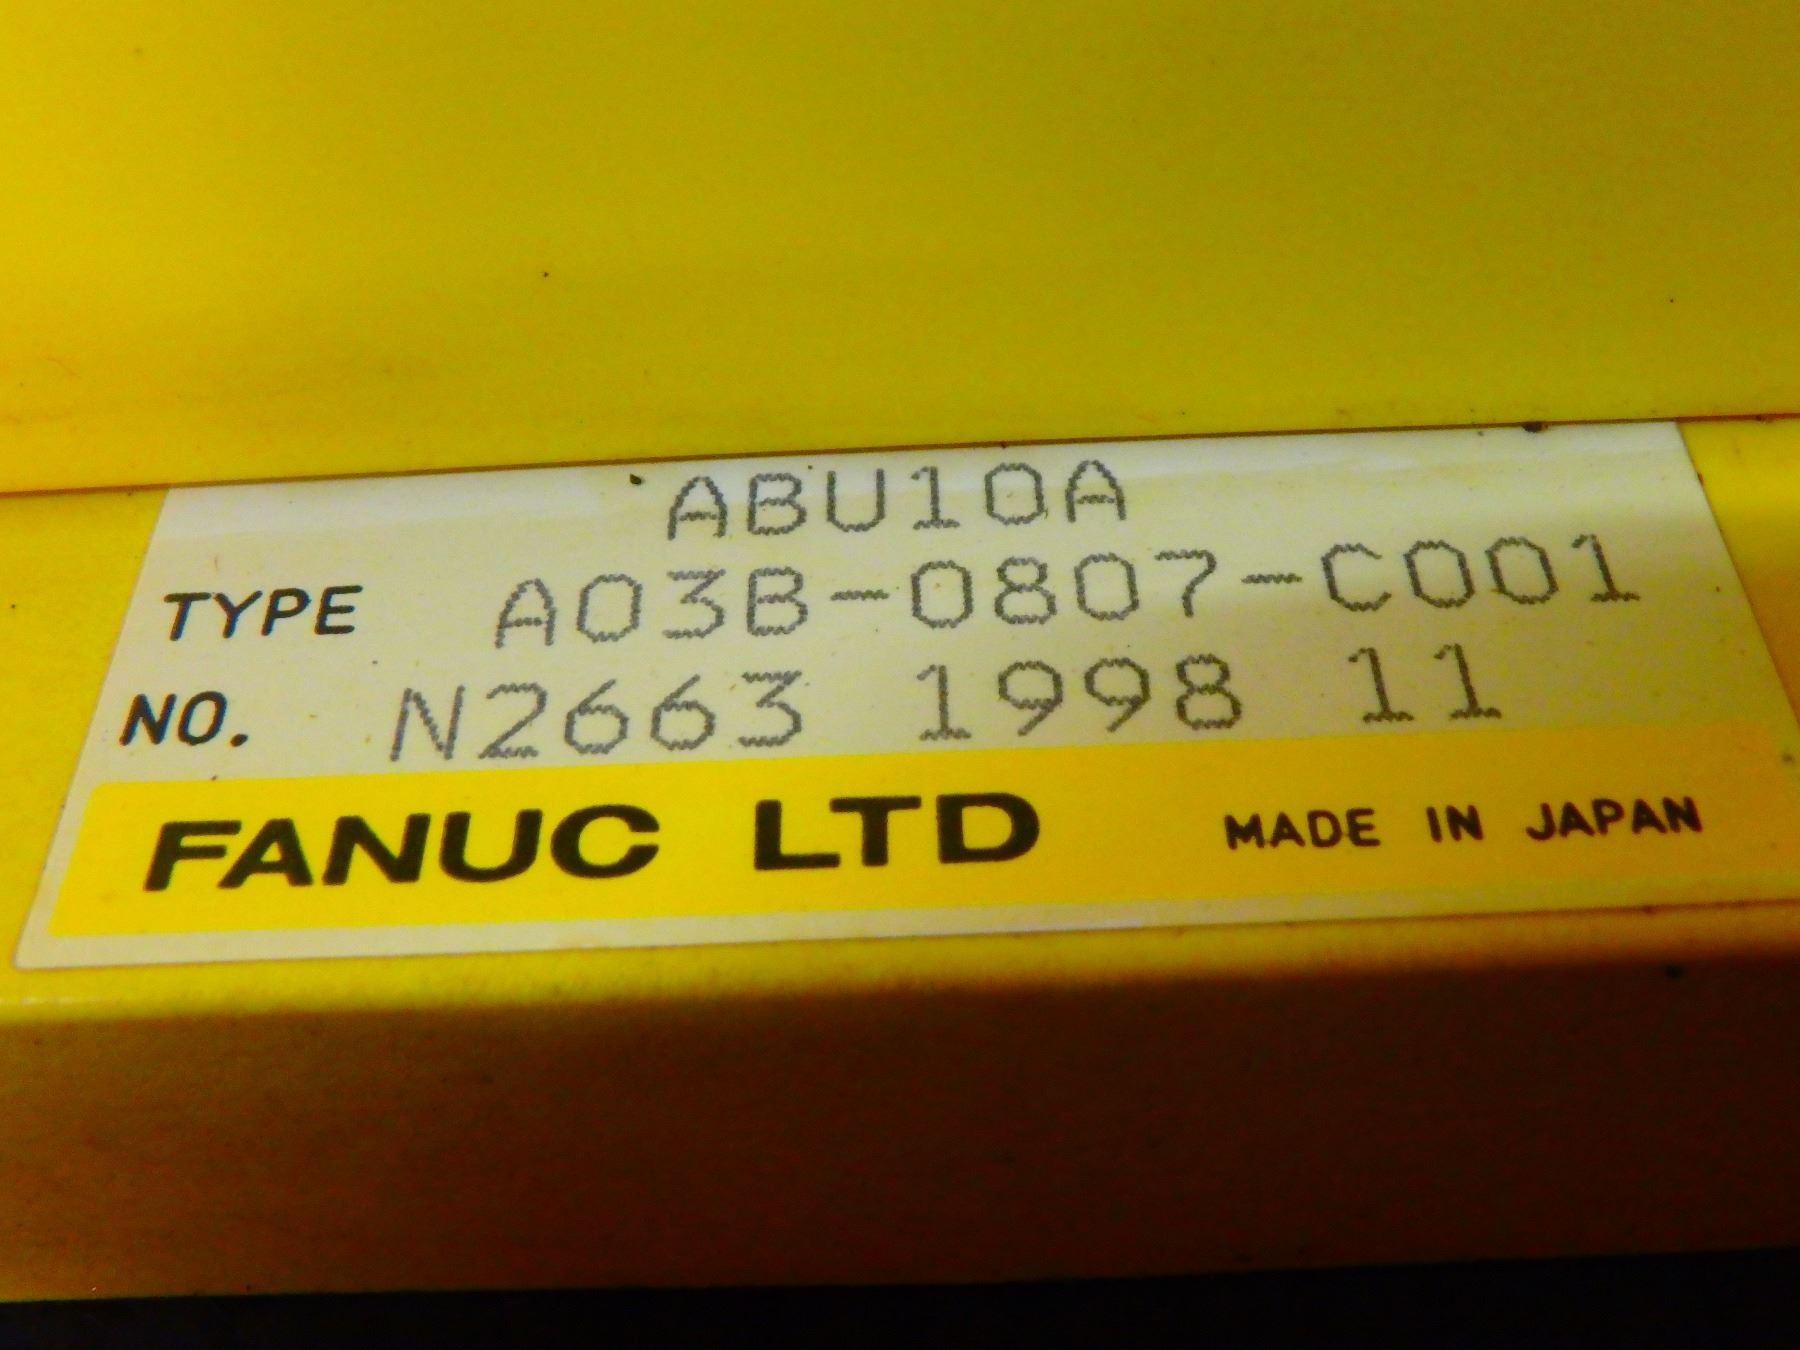 ABU10A
TYPE A03B-0807-C001
NO. N2663 1998 11
FANUC LTD MADE IN JAPAN